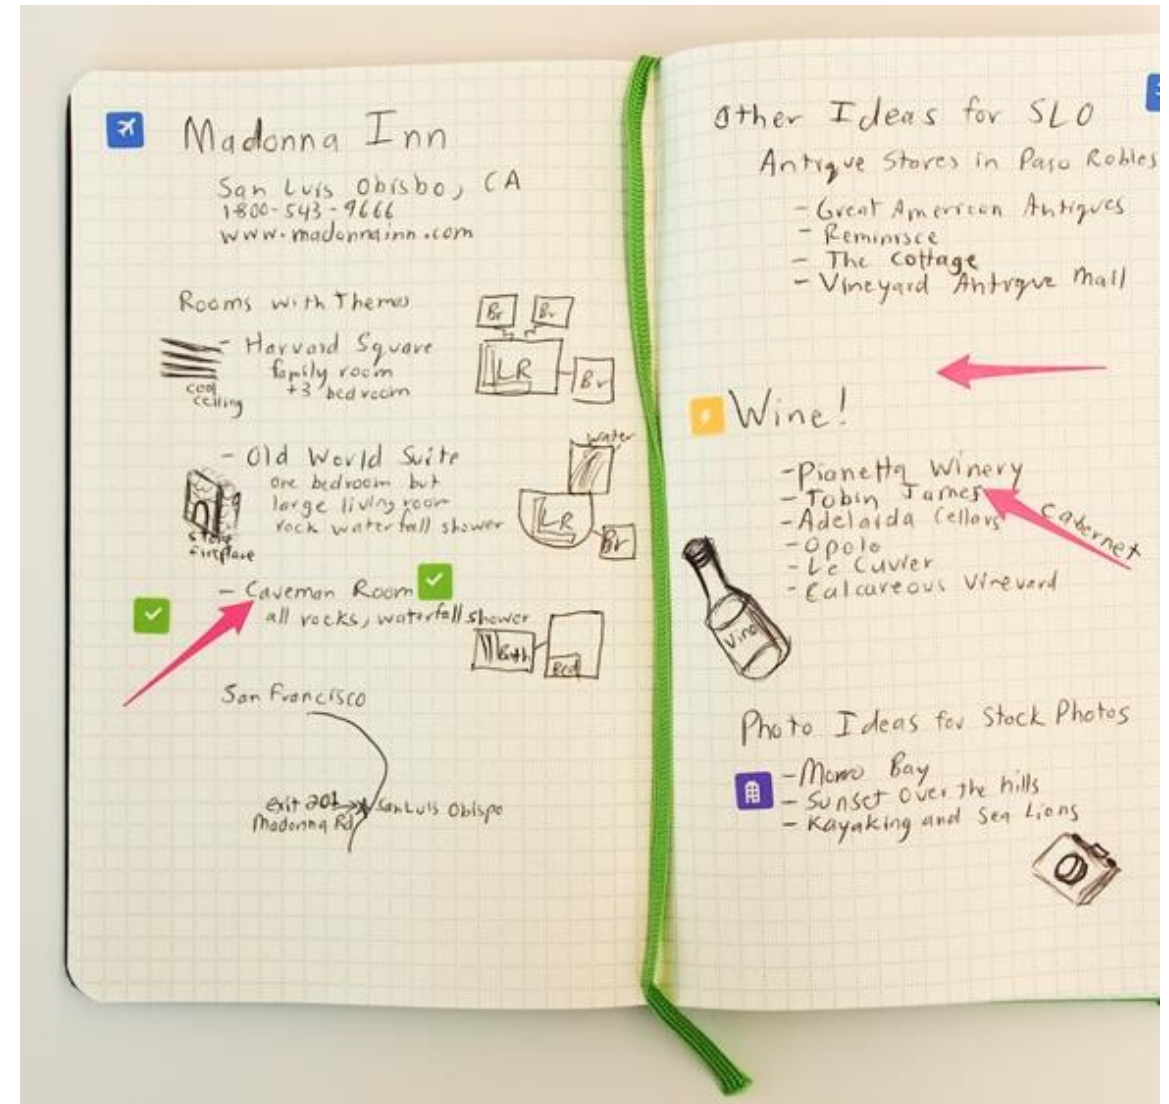 Madonna Inn
San Luis Obisbo, CA
1-800-543-9666
www.madonnainn.com
Rooms with Themes
- Harvard Square
family room
+3 bedroom
cool
ceiling
Br
Br
LR
Br
- Old World Suite
one bedroom but
large living room
rock waterfall shower
stone
fireplace
water
LR
Br
- Caveman Room
all rocks, waterfall shower
Bath
Bed
San Francisco
exit 201
Madonna Rd
San Luis Obispo
Other Ideas for SLO
Antique Stores in Paso Robles
- Great American Antiques
- Reminisce
- The Cottage
- Vineyard Antique Mall
Wine!
- Pianetta Winery
- Tobin James
- Adelaida Cellars
- Opolo
- Le Cuvier
- Calcareous Vineyard
Cabernet
Vino
Photo Ideas for Stock Photos
- Morro Bay
- Sunset Over the hills
- Kayaking and Sea Lions